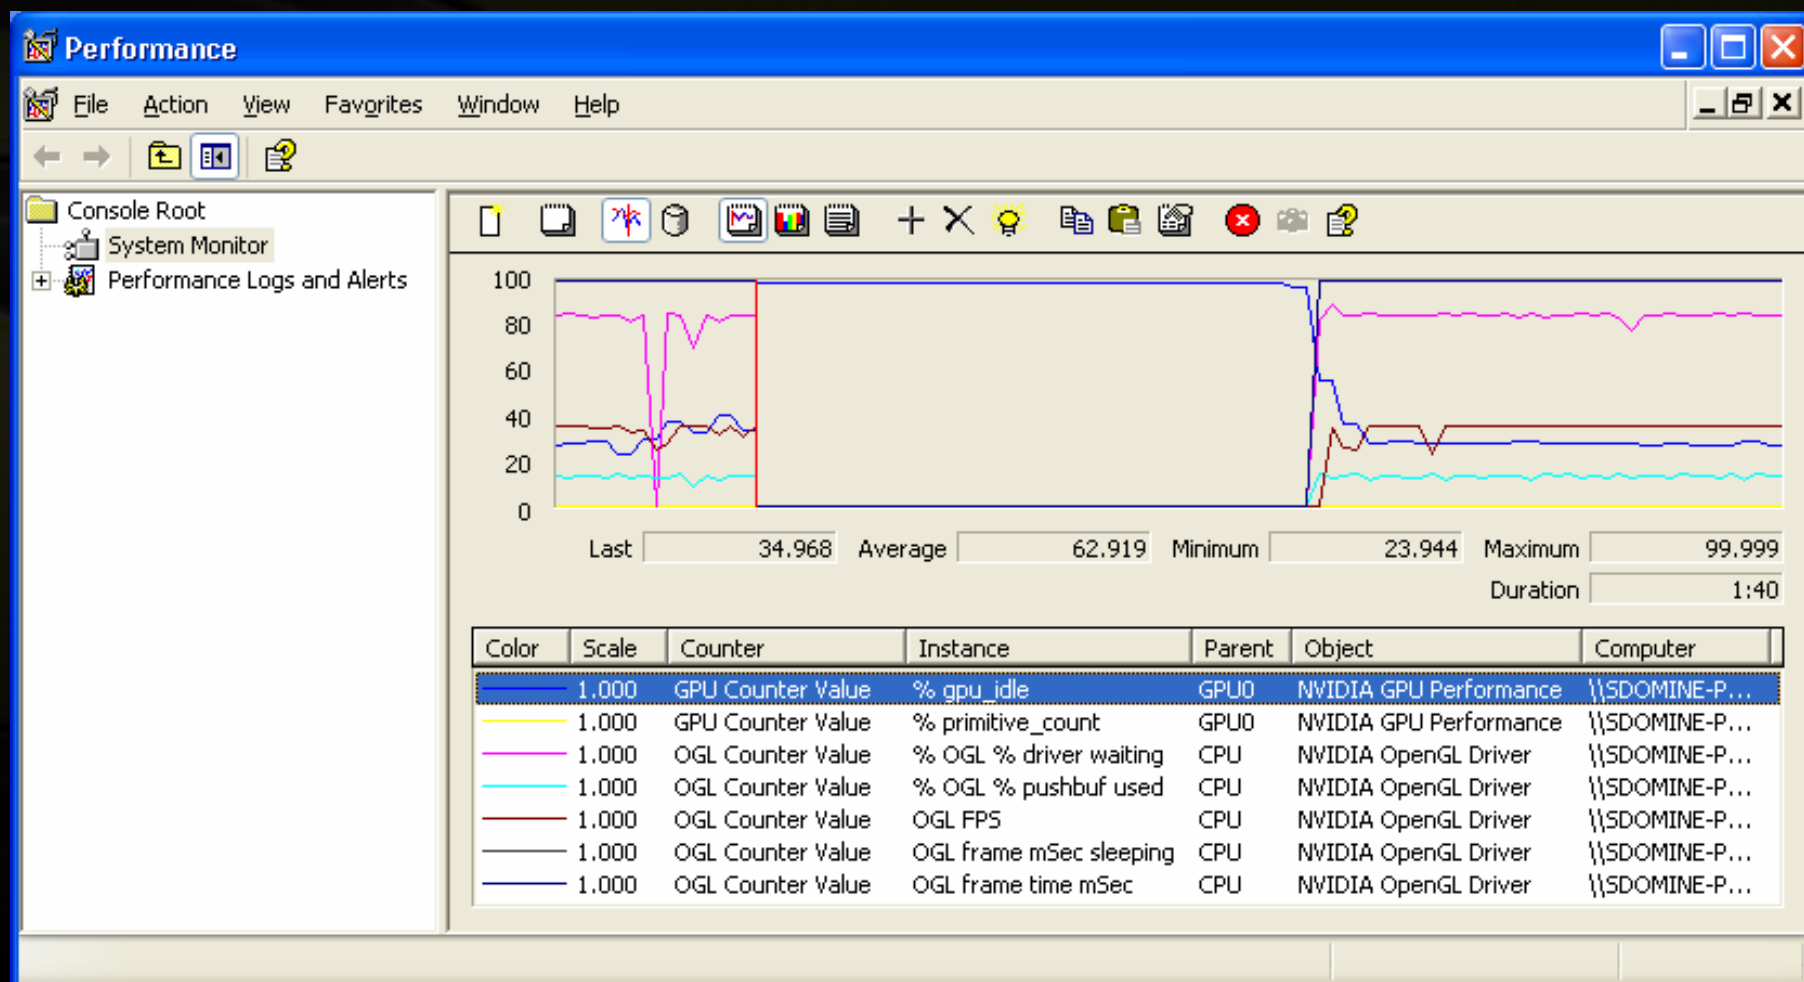 Performance
File Action View Favorites Window Help
Console Root
System Monitor
Performance Logs and Alerts
100
80
60
40
20
0
Last 34.968 Average 62.919 Minimum 23.944 Maximum 99.999
Duration 1:40
Color Scale Counter Instance Parent Object Computer
1.000 GPU Counter Value % gpu_idle GPU0 NVIDIA GPU Performance \\SDOMINE-P...
1.000 GPU Counter Value % primitive_count GPU0 NVIDIA GPU Performance \\SDOMINE-P...
1.000 OGL Counter Value % OGL % driver waiting CPU NVIDIA OpenGL Driver \\SDOMINE-P...
1.000 OGL Counter Value % OGL % pushbuf used CPU NVIDIA OpenGL Driver \\SDOMINE-P...
1.000 OGL Counter Value OGL FPS CPU NVIDIA OpenGL Driver \\SDOMINE-P...
1.000 OGL Counter Value OGL frame mSec sleeping CPU NVIDIA OpenGL Driver \\SDOMINE-P...
1.000 OGL Counter Value OGL frame time mSec CPU NVIDIA OpenGL Driver \\SDOMINE-P...